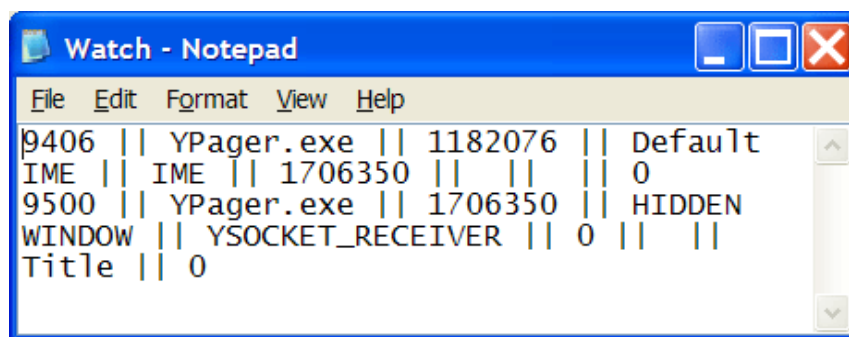 Watch - Notepad
File Edit Format View Help
9406 || YPager.exe || 1182076 || Default
IME || IME || 1706350 || || || 0
9500 || YPager.exe || 1706350 || HIDDEN
WINDOW || YSOCKET_RECEIVER || 0 || ||
Title || 0